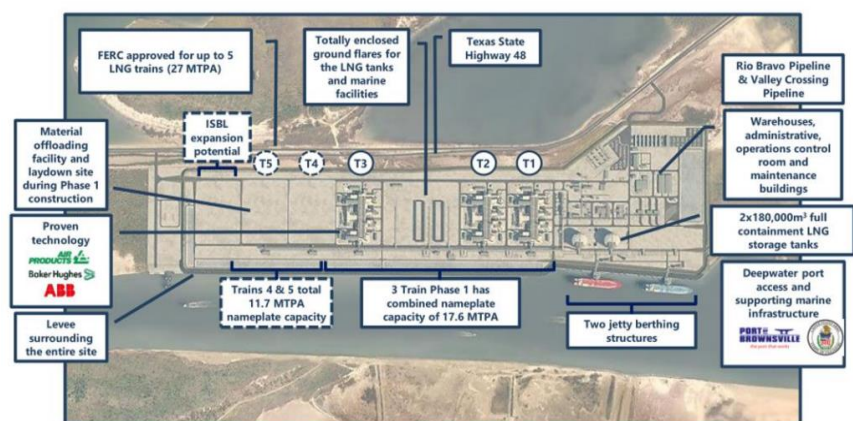 FERC approved for up to 5
LNG trains (27 MTPA)
Totally enclosed
ground flares for
the LNG tanks
and marine
facilities
Texas State
Highway 48
Rio Bravo Pipeline
& Valley Crossing
Pipeline
Material
offloading
facility and
laydown site
during Phase 1
construction
ISBL
expansion
potential
T5
T4
T3
T2
T1
Warehouses,
administrative,
operations control
room and
maintenance
buildings
Proven
technology
AIR
PRODUCTS
Baker Hughes
ABB
2x180,000m³ full
containment LNG
storage tanks
Levee
surrounding
the entire site
Trains 4 & 5 total
11.7 MTPA
nameplate capacity
3 Train Phase 1 has
combined nameplate
capacity of 17.6 MTPA
Two jetty berthing
structures
Deepwater port
access and
supporting marine
infrastructure
PORT OF
BROWNSVILLE
the port that works